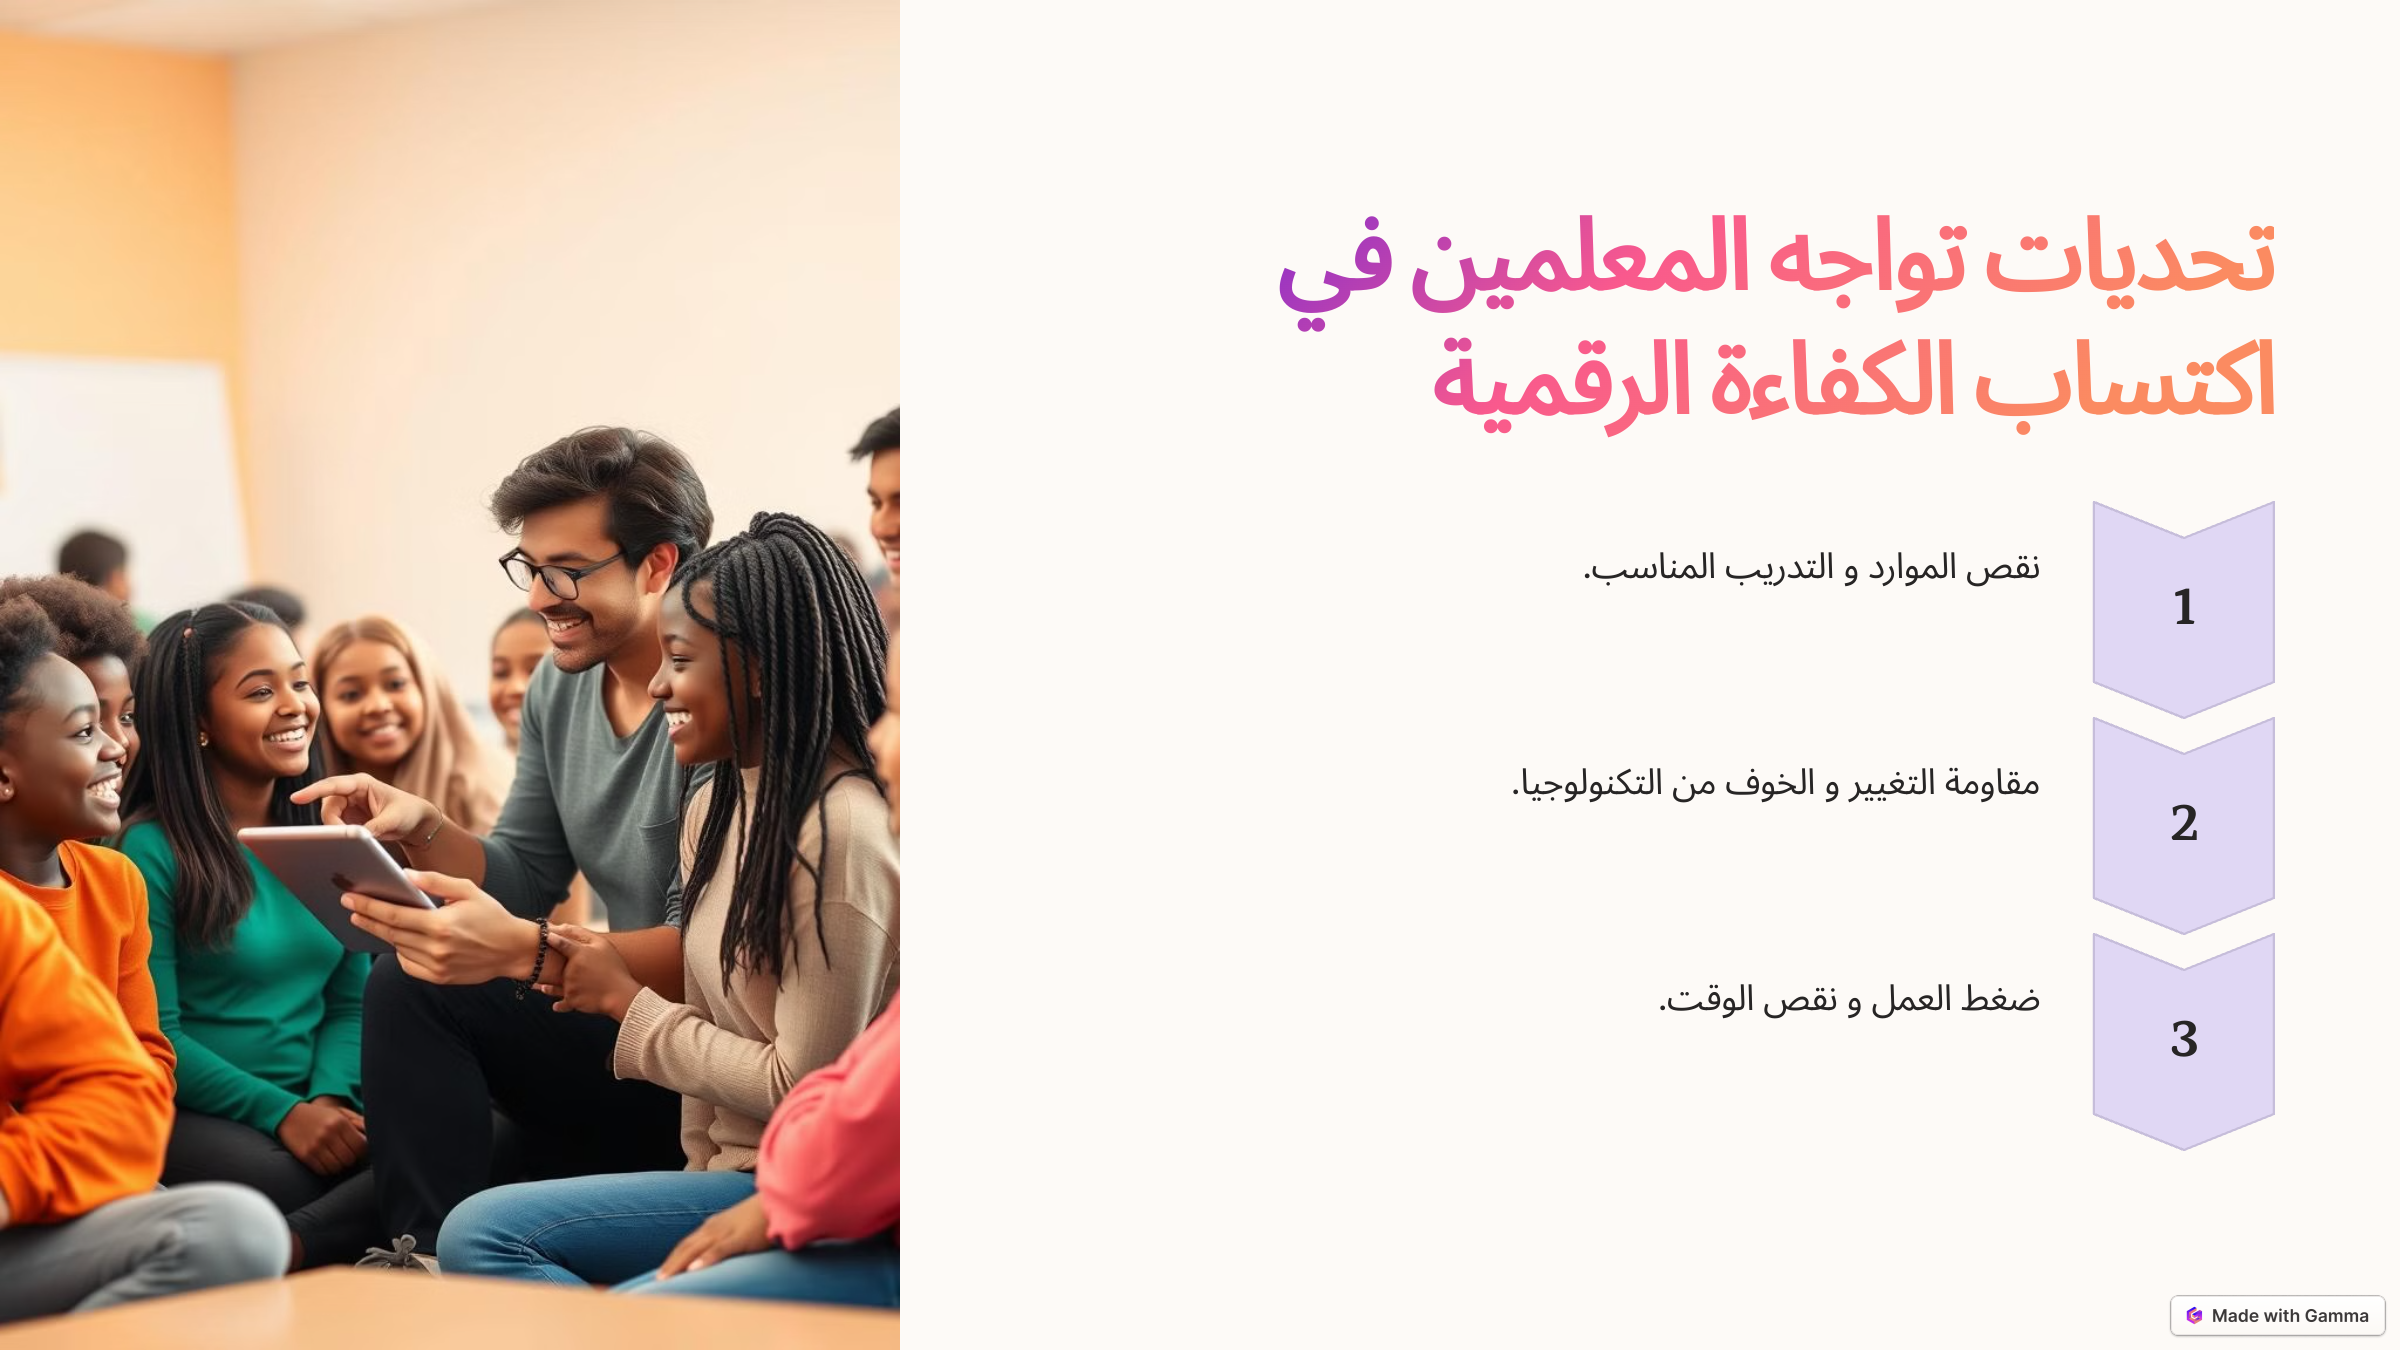 تحديات تواجه المعلمين في
اكتساب الكفاءة الرقمية
1
نقص الموارد و التدريب المناسب.
2
مقاومة التغيير و الخوف من التكنولوجيا.
3
ضغط العمل و نقص الوقت.
Made with Gamma